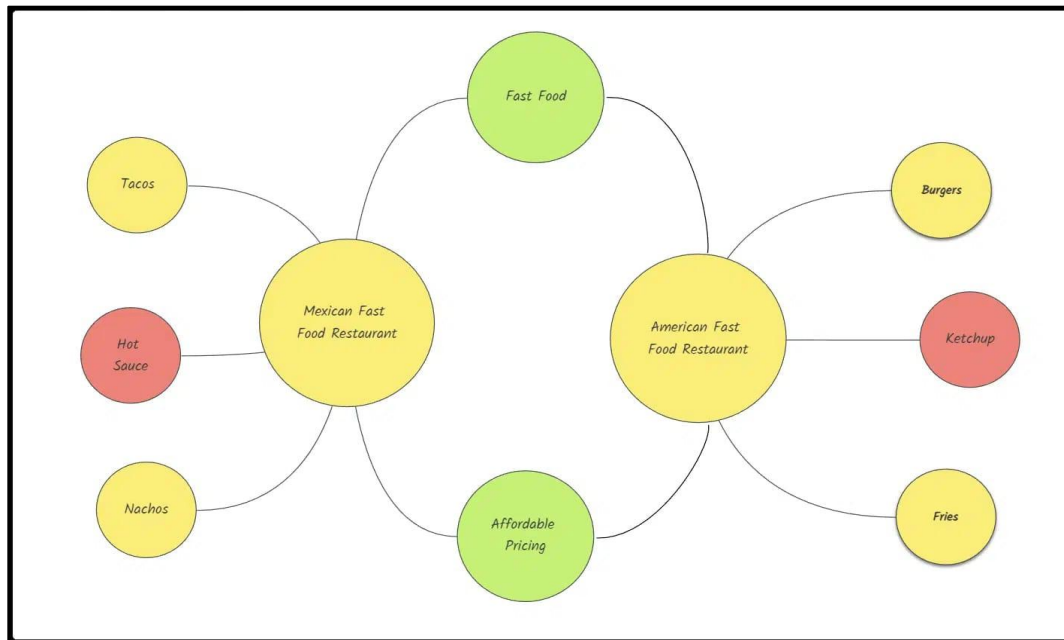 Fast Food
Tacos
Burgers
Mexican Fast
Food Restaurant
American Fast
Food Restaurant
Hot
Sauce
Ketchup
Nachos
Affordable
Pricing
Fries